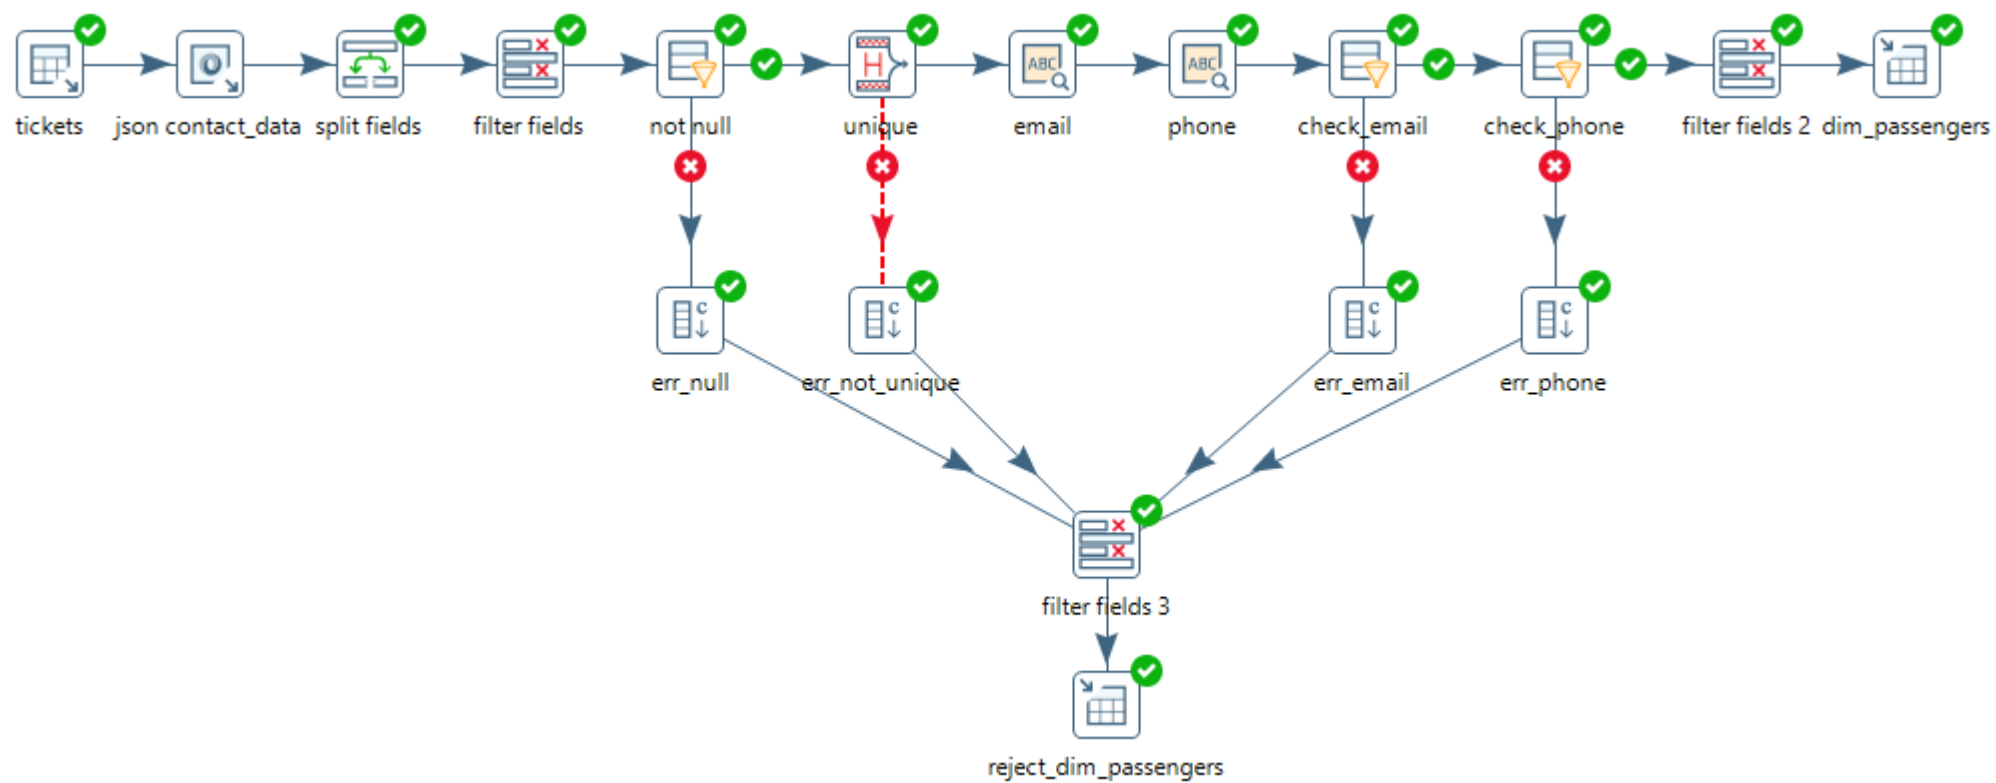 tickets
json contact_data
split fields
filter fields
not null
unique
email
phone
check_email
check_phone
filter fields 2
dim_passengers
err_null
err_not_unique
err_email
err_phone
filter fields 3
reject_dim_passengers